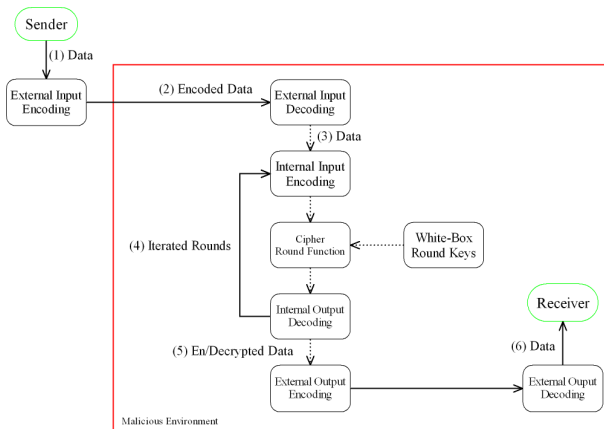 Sender
(1) Data
External Input
Encoding
(2) Encoded Data
External Input
Decoding
(3) Data
Internal Input
Encoding
(4) Iterated Rounds
Cipher
Round Function
White-Box
Round Keys
Internal Output
Decoding
Receiver
(5) En/Decrypted Data
(6) Data
External Output
Encoding
External Ouput
Decoding
Malicious Environment